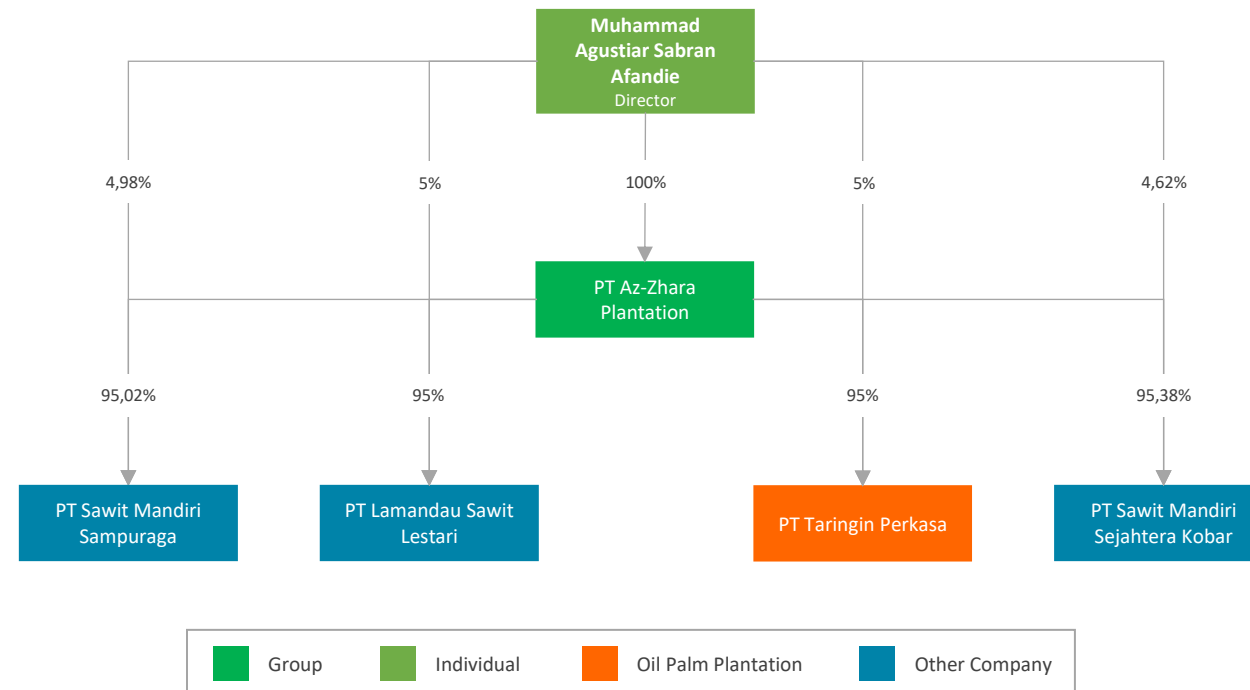 Muhammad
Agustiar Sabran
Afandie
Director
4,98%
5%
100%
5%
4,62%
PT Az-Zhara
Plantation
95,02%
95%
95%
95,38%
PT Sawit Mandiri
Sampuraga
PT Lamandau Sawit
Lestari
PT Taringin Perkasa
PT Sawit Mandiri
Sejahtera Kobar
Group
Individual
Oil Palm Plantation
Other Company